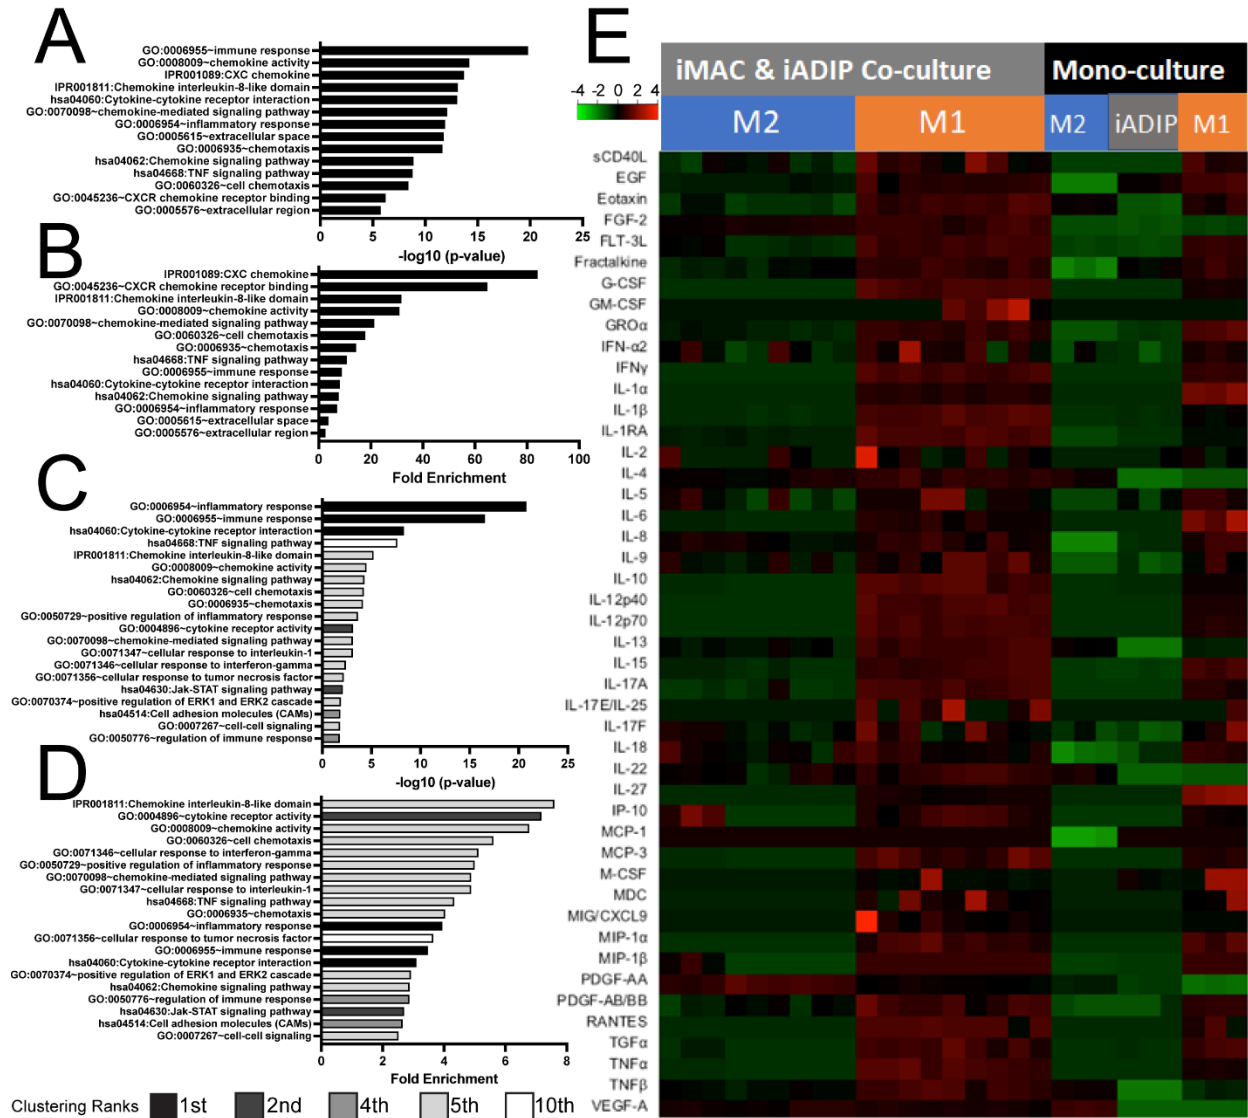 A
GO:0006955~immune response
GO:0008009~chemokine activity
IPR001089:CXC chemokine
IPR001811:Chemokine interleukin-8-like domain
hsa04060:Cytokine-cytokine receptor interaction
GO:0070098~chemokine-mediated signaling pathway
GO:0006954~inflammatory response
GO:0005615~extracellular space
GO:0006935~chemotaxis
hsa04062:Chemokine signaling pathway
hsa04668:TNF signaling pathway
GO:0060326~cell chemotaxis
GO:0045236~CXCR chemokine receptor binding
GO:0005576~extracellular region
0 5 10 15 20 25
-log10 (p-value)
B
IPR001089:CXC chemokine
GO:0045236~CXCR chemokine receptor binding
IPR001811:Chemokine interleukin-8-like domain
GO:0008009~chemokine activity
GO:0070098~chemokine-mediated signaling pathway
GO:0060326~cell chemotaxis
GO:0006935~chemotaxis
hsa04668:TNF signaling pathway
GO:0006955~immune response
hsa04060:Cytokine-cytokine receptor interaction
hsa04062:Chemokine signaling pathway
GO:0006954~inflammatory response
GO:0005615~extracellular space
GO:0005576~extracellular region
0 20 40 60 80 100
Fold Enrichment
C
GO:0006954~inflammatory response
GO:0006955~immune response
hsa04060:Cytokine-cytokine receptor interaction
hsa04668:TNF signaling pathway
IPR001811:Chemokine interleukin-8-like domain
GO:0008009~chemokine activity
hsa04062:Chemokine signaling pathway
GO:0060326~cell chemotaxis
GO:0006935~chemotaxis
GO:0050729~positive regulation of inflammatory response
GO:0004896~cytokine receptor activity
GO:0070098~chemokine-mediated signaling pathway
GO:0071347~cellular response to interleukin-1
GO:0071346~cellular response to interferon-gamma
GO:0071356~cellular response to tumor necrosis factor
hsa04630:Jak-STAT signaling pathway
GO:0070374~positive regulation of ERK1 and ERK2 cascade
hsa04514:Cell adhesion molecules (CAMs)
GO:0007267~cell-cell signaling
GO:0050776~regulation of immune response
0 5 10 15 20 25
-log10 (p-value)
D
IPR001811:Chemokine interleukin-8-like domain
GO:0004896~cytokine receptor activity
GO:0008009~chemokine activity
GO:0060326~cell chemotaxis
GO:0071346~cellular response to interferon-gamma
GO:0050729~positive regulation of inflammatory response
GO:0070098~chemokine-mediated signaling pathway
GO:0071347~cellular response to interleukin-1
hsa04668:TNF signaling pathway
GO:0006935~chemotaxis
GO:0006954~inflammatory response
GO:0071356~cellular response to tumor necrosis factor
GO:0006955~immune response
hsa04060:Cytokine-cytokine receptor interaction
GO:0070374~positive regulation of ERK1 and ERK2 cascade
hsa04062:Chemokine signaling pathway
GO:0050776~regulation of immune response
hsa04630:Jak-STAT signaling pathway
hsa04514:Cell adhesion molecules (CAMs)
GO:0007267~cell-cell signaling
0 2 4 6 8
Fold Enrichment
Clustering Ranks 1st 2nd 4th 5th 10th
E
iMAC & iADIP Co-culture Mono-culture
-4 -2 0 2 4
M2 M1 M2 iADIP M1
sCD40L
EGF
Eotaxin
FGF-2
FLT-3L
Fractalkine
G-CSF
GM-CSF
GROα
IFN-α2
IFNγ
IL-1α
IL-1β
IL-1RA
IL-2
IL-4
IL-5
IL-6
IL-8
IL-9
IL-10
IL-12p40
IL-12p70
IL-13
IL-15
IL-17A
IL-17E/IL-25
IL-17F
IL-18
IL-22
IL-27
IP-10
MCP-1
MCP-3
M-CSF
MDC
MIG/CXCL9
MIP-1α
MIP-1β
PDGF-AA
PDGF-AB/BB
RANTES
TGFα
TNFα
TNFβ
VEGF-A